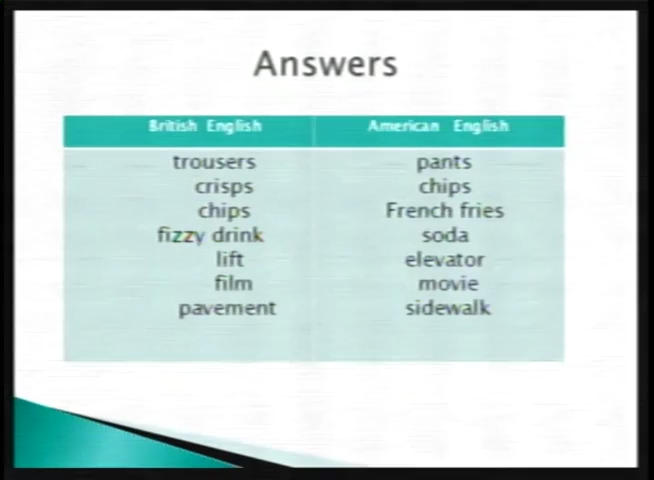 Answers
British English American English
trousers pants
crisps chips
chips French fries
fizzy drink soda
lift elevator
film movie
pavement sidewalk